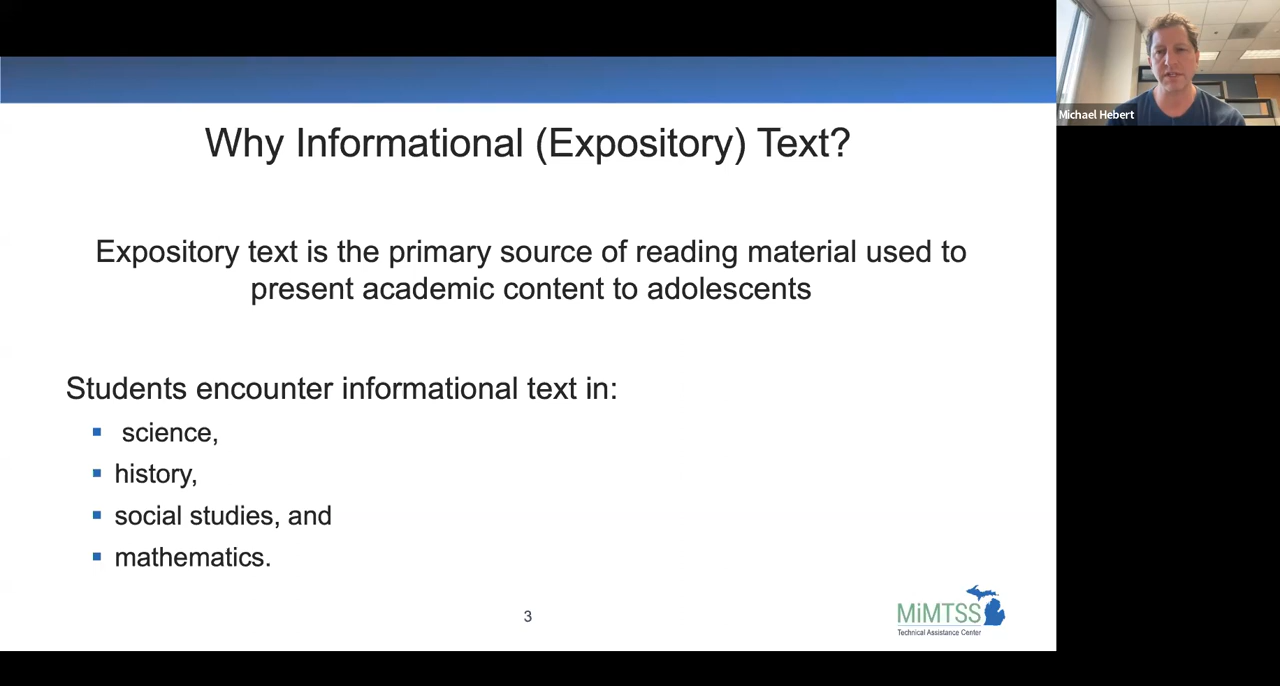 Why Informational (Expository) Text?
Expository text is the primary source of reading material used to
present academic content to adolescents
Students encounter informational text in:
▪ science,
▪ history,
▪ social studies, and
▪ mathematics.
3
MiMTSS
Technical Assistance Center
Michael Hebert